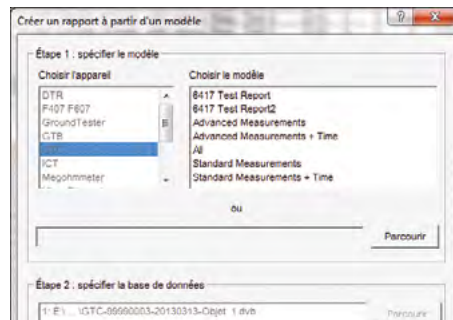 Créer un rapport à partir d'un modèle
Étape 1 : spécifier le modèle
Choisir l'appareil
Choisir le modèle
DTR
F407 F607
GroundTester
GTB
ICT
Megohmmeter
6417 Test Report
6417 Test Report2
Advanced Measurements
Advanced Measurements + Time
All
Standard Measurements
Standard Measurements + Time
ou
Parcourir
Étape 2 : spécifier la base de données
1: E:\ ... \GTC-99990003-20130313-Objet 1.dvb
Parcourir